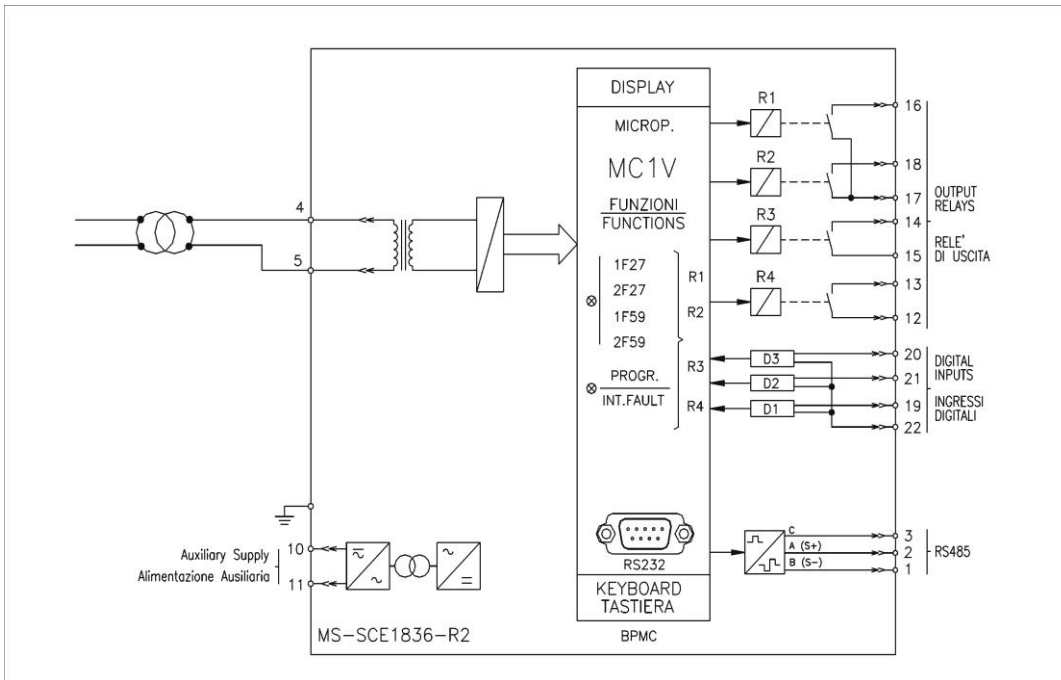 DISPLAY
MICROP.
MC1V
FUNZIONI
FUNCTIONS
1F27
2F27
1F59
2F59
PROGR.
INT.FAULT
R1
R2
R3
R4
RS232
KEYBOARD
TASTIERA
BPMC
4
5
Auxiliary Supply
Alimentazione Ausiliaria
10
11
MS-SCE1836-R2
R1
R2
R3
R4
16
18
17
14
15
13
12
OUTPUT
RELAYS
RELE'
DI USCITA
D3
D2
D1
20
21
19
22
DIGITAL
INPUTS
INGRESSI
DIGITALI
C
A (S+)
B (S-)
3
2
1
RS485